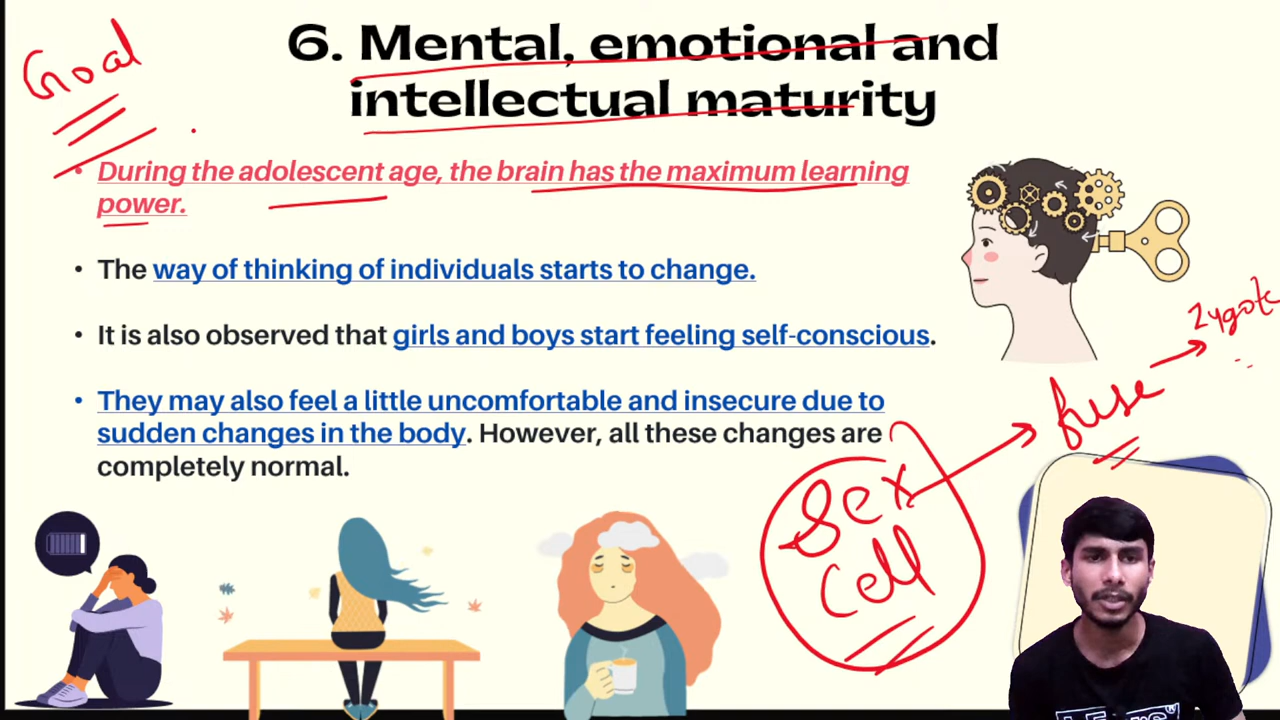 Goal
6. Mental, emotional and
intellectual maturity
• During the adolescent age, the brain has the maximum learning
power.
• The way of thinking of individuals starts to change.
• It is also observed that girls and boys start feeling self-conscious.
• They may also feel a little uncomfortable and insecure due to
sudden changes in the body. However, all these changes are
completely normal.
Sex
Cell
fuse
Zygote